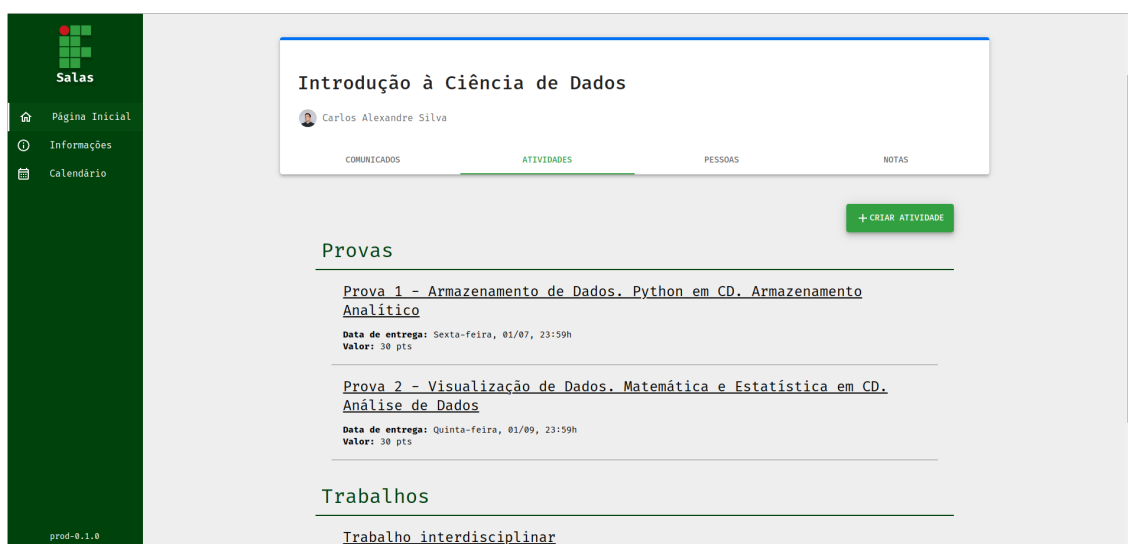 Salas
Página Inicial
Informações
Calendário
prod-0.1.0
Introdução à Ciência de Dados
Carlos Alexandre Silva
COMUNICADOS
ATIVIDADES
PESSOAS
NOTAS
+ CRIAR ATIVIDADE
Provas
Prova 1 - Armazenamento de Dados. Python em CD. Armazenamento
Analítico
Data de entrega: Sexta-feira, 01/07, 23:59h
Valor: 30 pts
Prova 2 - Visualização de Dados. Matemática e Estatística em CD.
Análise de Dados
Data de entrega: Quinta-feira, 01/09, 23:59h
Valor: 30 pts
Trabalhos
Trabalho interdisciplinar